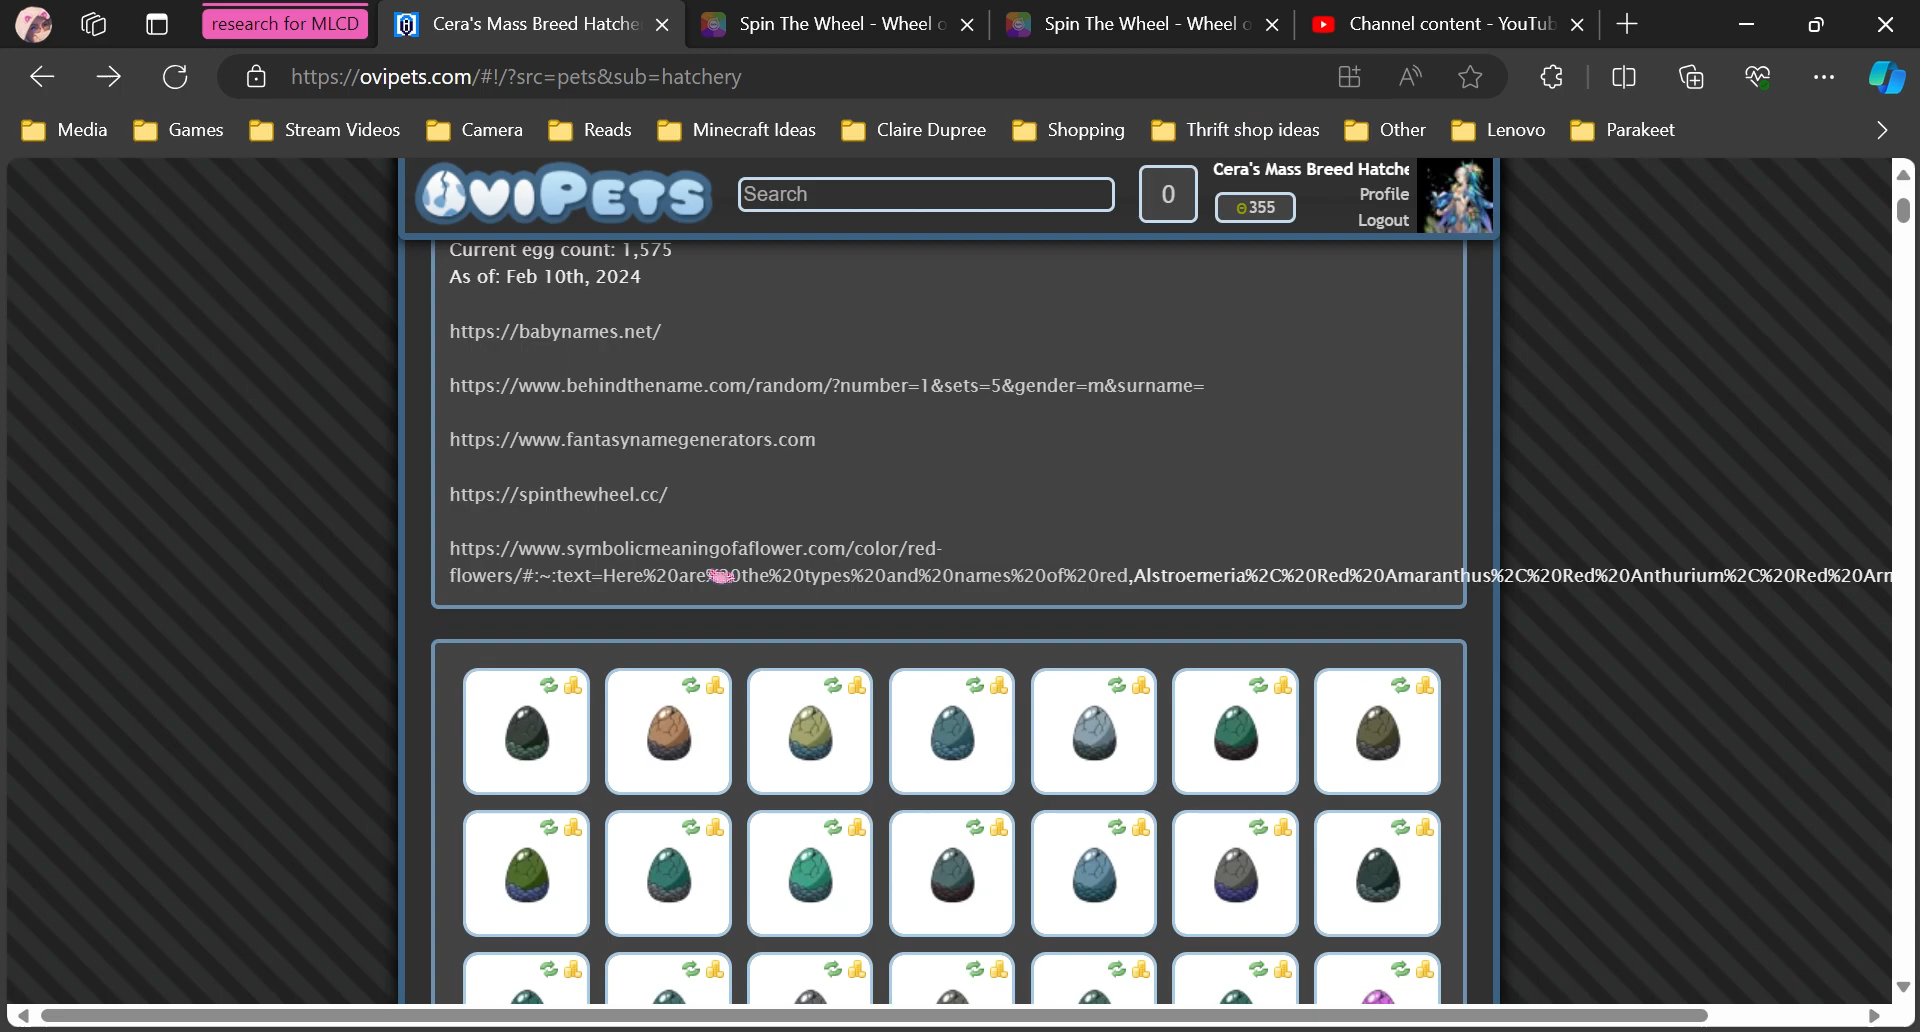 research for MLCD
Cera's Mass Breed Hatche
Spin The Wheel - Wheel o
Spin The Wheel - Wheel o
Channel content - YouTub
https://ovipets.com/#!/?src=pets&sub=hatchery
Media
Games
Stream Videos
Camera
Reads
Minecraft Ideas
Claire Dupree
Shopping
Thrift shop ideas
Other
Lenovo
Parakeet
OviPets
Search
0
Cera's Mass Breed Hatche
355
Profile
Logout
Current egg count: 1,575
As of: Feb 10th, 2024
https://babynames.net/
https://www.behindthename.com/random/?number=1&sets=5&gender=m&surname=
https://www.fantasynamegenerators.com
https://spinthewheel.cc/
https://www.symbolicmeaningofaflower.com/color/red-
flowers/#:~:text=Here%20are%20the%20types%20and%20names%20of%20red,Alstroemeria%2C%20Red%20Amaranthus%2C%20Red%20Anthurium%2C%20Red%20Arm